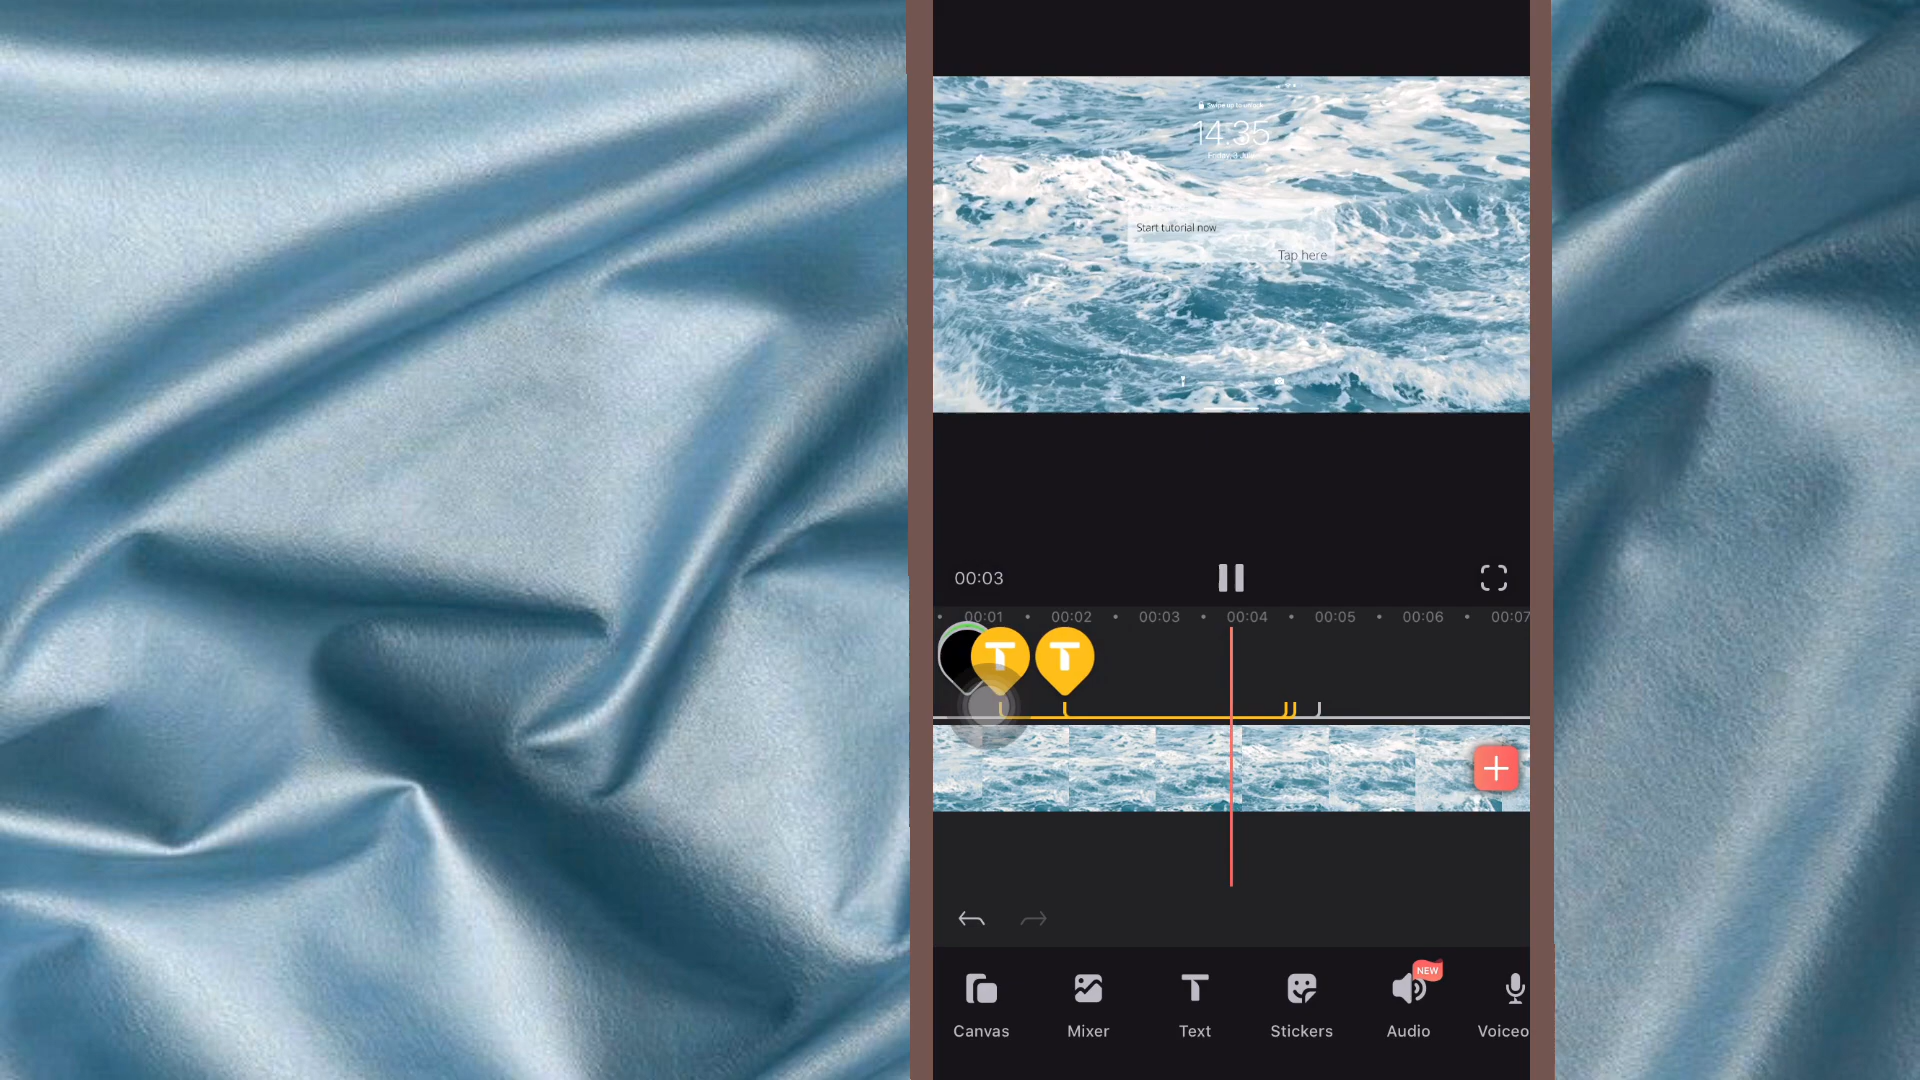 14:35
Start tutorial now
Tap here
00:03
00:01 00:02 00:03 00:04 00:05 00:06 00:07
T T
NEW
Canvas Mixer Text Stickers Audio Voiceo